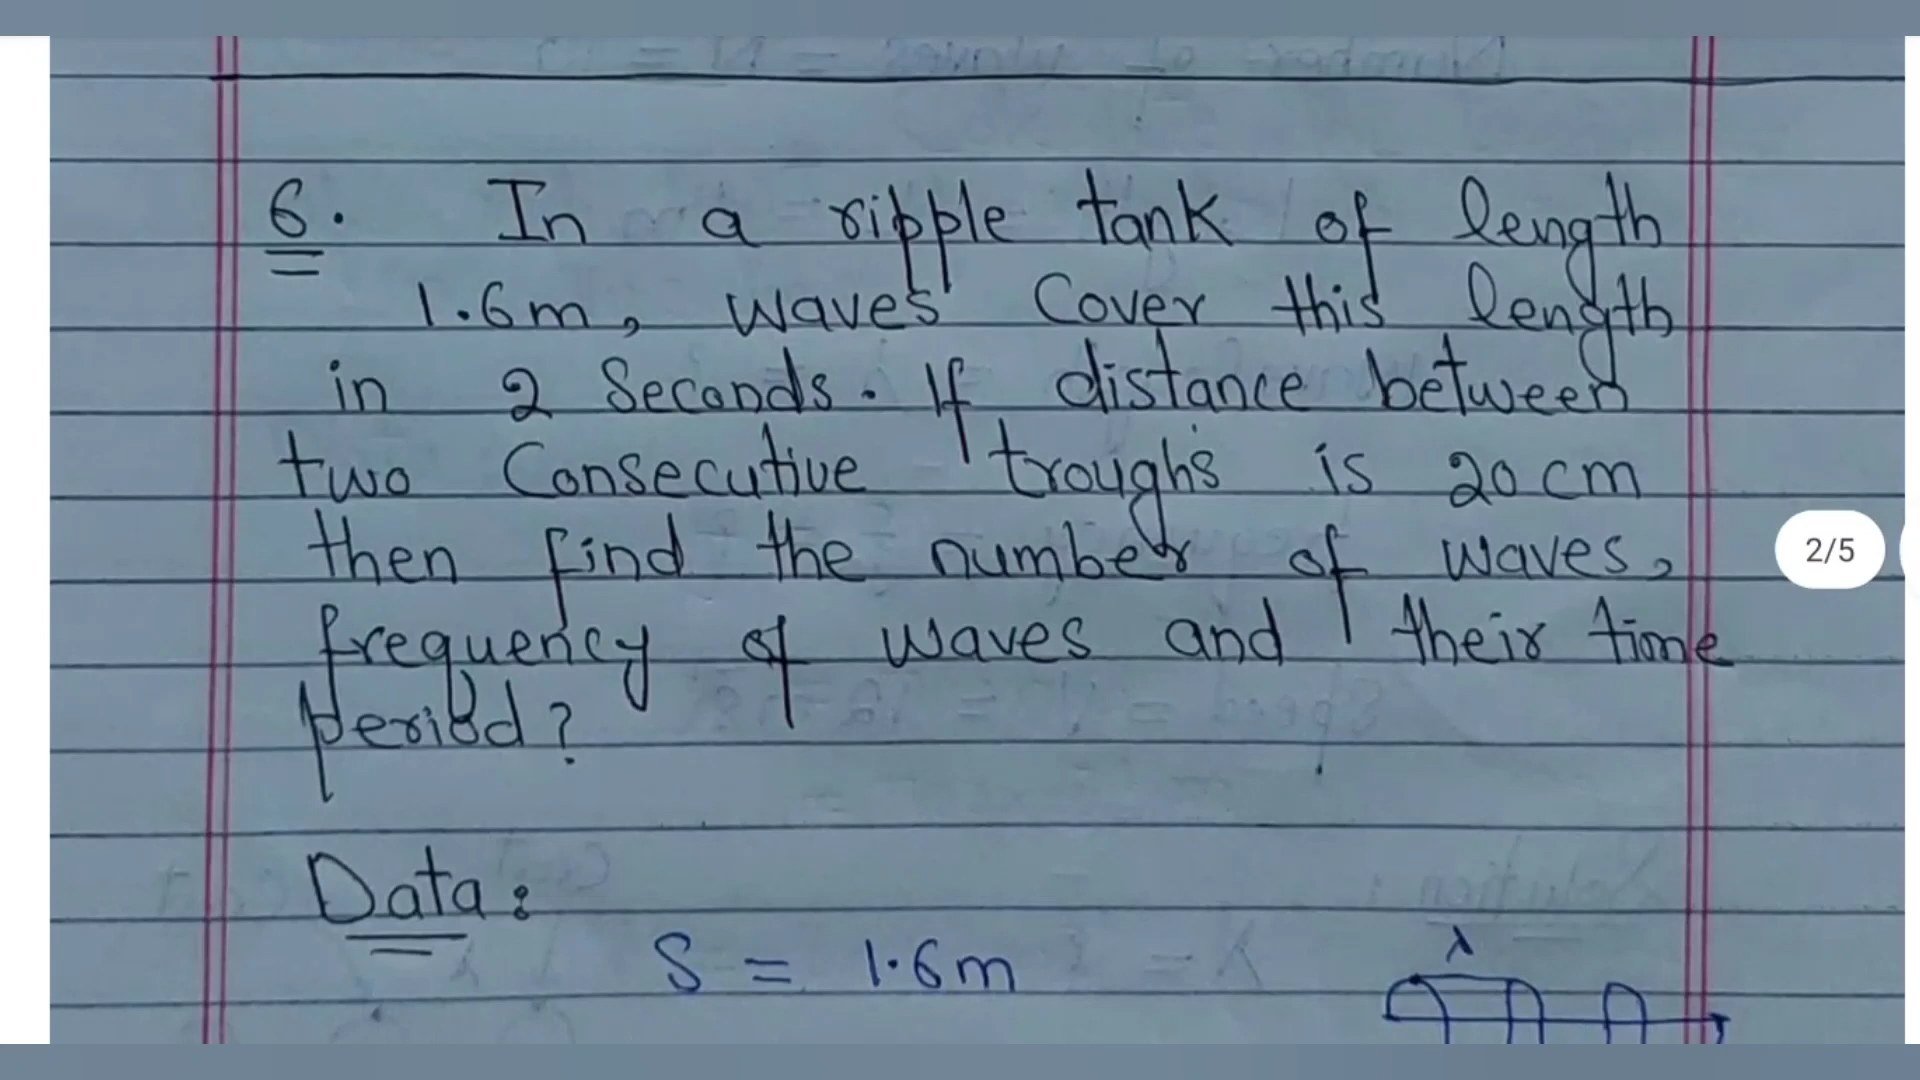 6. In a ripple tank of length
1.6m, waves cover this length
in 2 Seconds. If distance between
two Consecutive troughs is 20 cm
then find the number of waves,
frequency of waves and their time
period?
2/5
Data:
S = 1.6m
λ